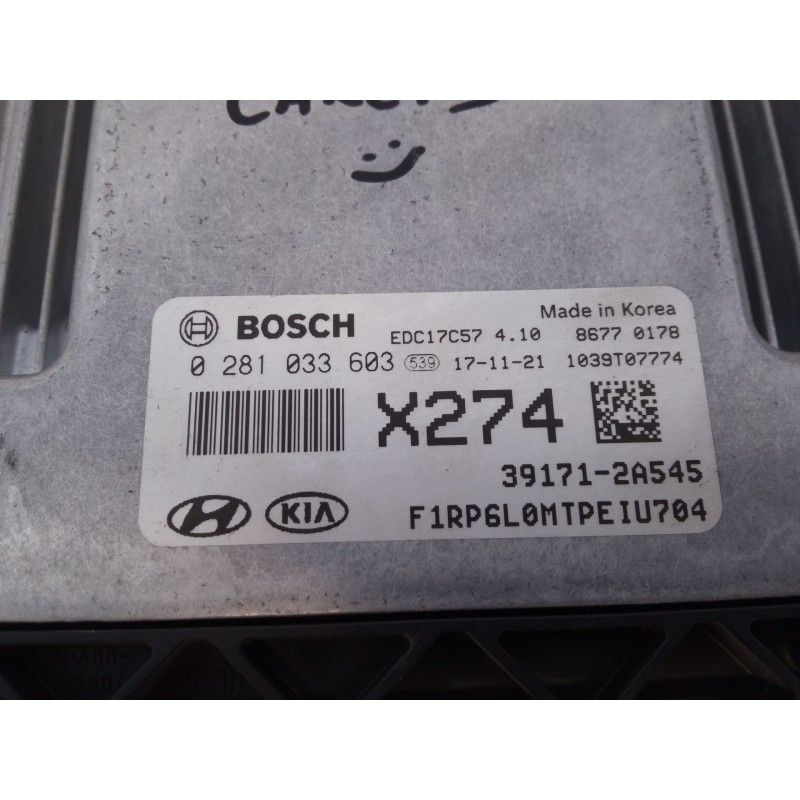 BOSCH
Made in Korea
EDC17C57 4.10 8677 0178
0 281 033 603 539 17-11-21 1039T07774
X274
39171-2A545
KIA
F1RP6L0MTPEIU704